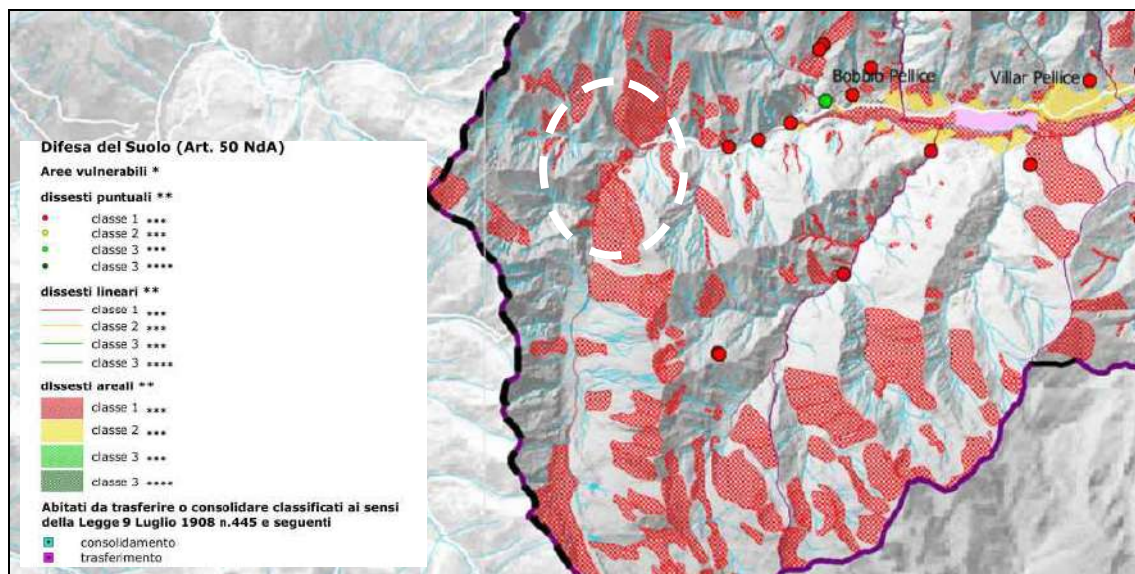 Bobbio Pellice
Villar Pellice
Difesa del Suolo (Art. 50 NdA)
Aree vulnerabili *
dissesti puntuali **
classe 1 ***
classe 2 ***
classe 3 ***
classe 3 ****
dissesti lineari **
classe 1 ***
classe 2 ***
classe 3 ***
classe 3 ****
dissesti areali **
classe 1 ***
classe 2 ***
classe 3 ***
classe 3 ****
Abitati da trasferire o consolidare classificati ai sensi
della Legge 9 Luglio 1908 n.445 e seguenti
consolidamento
trasferimento